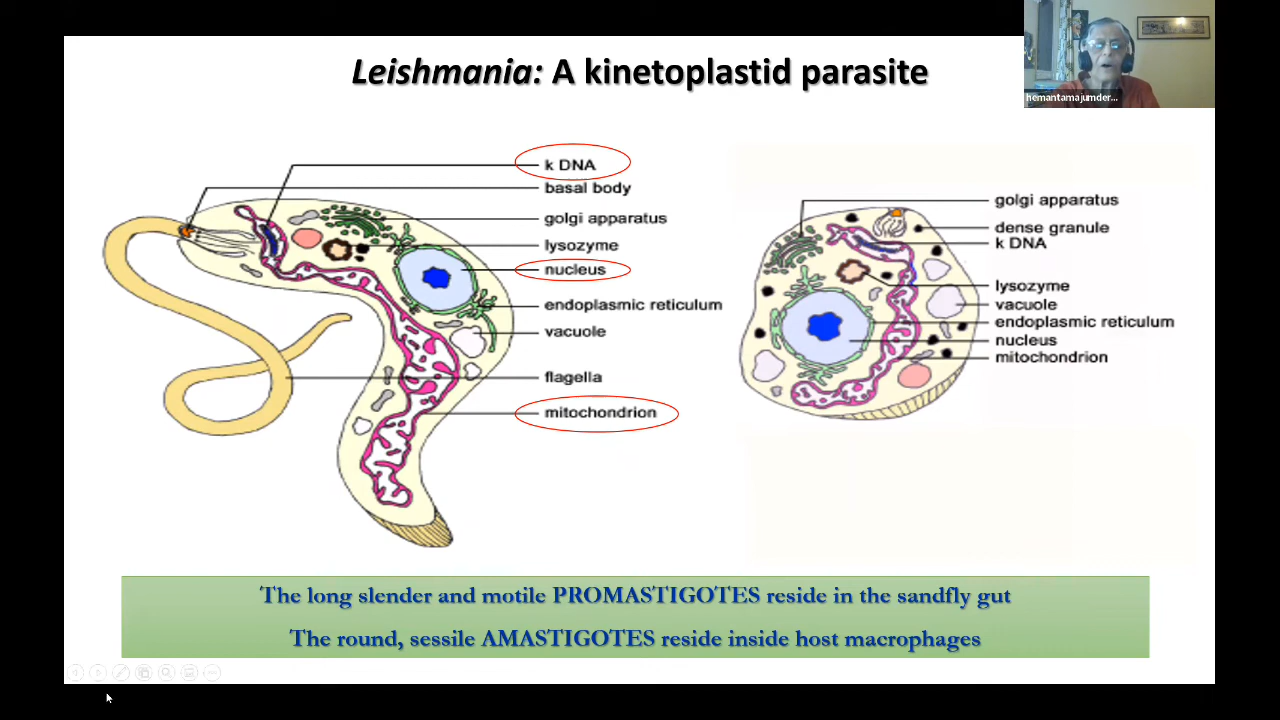 Leishmania: A kinetoplastid parasite
hemantamajumder...
k DNA
basal body
golgi apparatus
lysozyme
nucleus
endoplasmic reticulum
vacuole
flagella
mitochondrion
golgi apparatus
dense granule
k DNA
lysozyme
vacuole
endoplasmic reticulum
nucleus
mitochondrion
The long slender and motile PROMASTIGOTES reside in the sandfly gut
The round, sessile AMASTIGOTES reside inside host macrophages